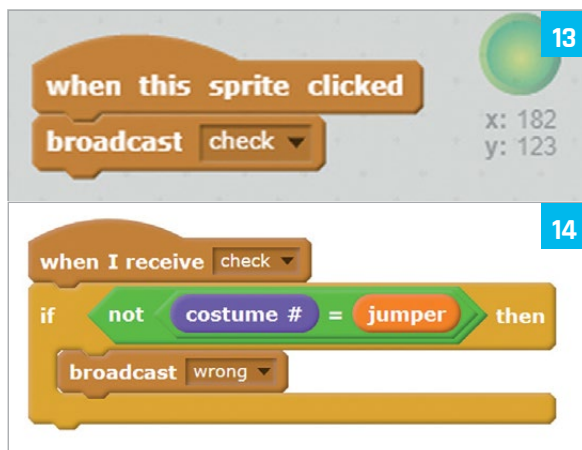 13
when this sprite clicked
broadcast check
x: 182
y: 123
14
when I receive check
if not costume # = jumper then
broadcast wrong